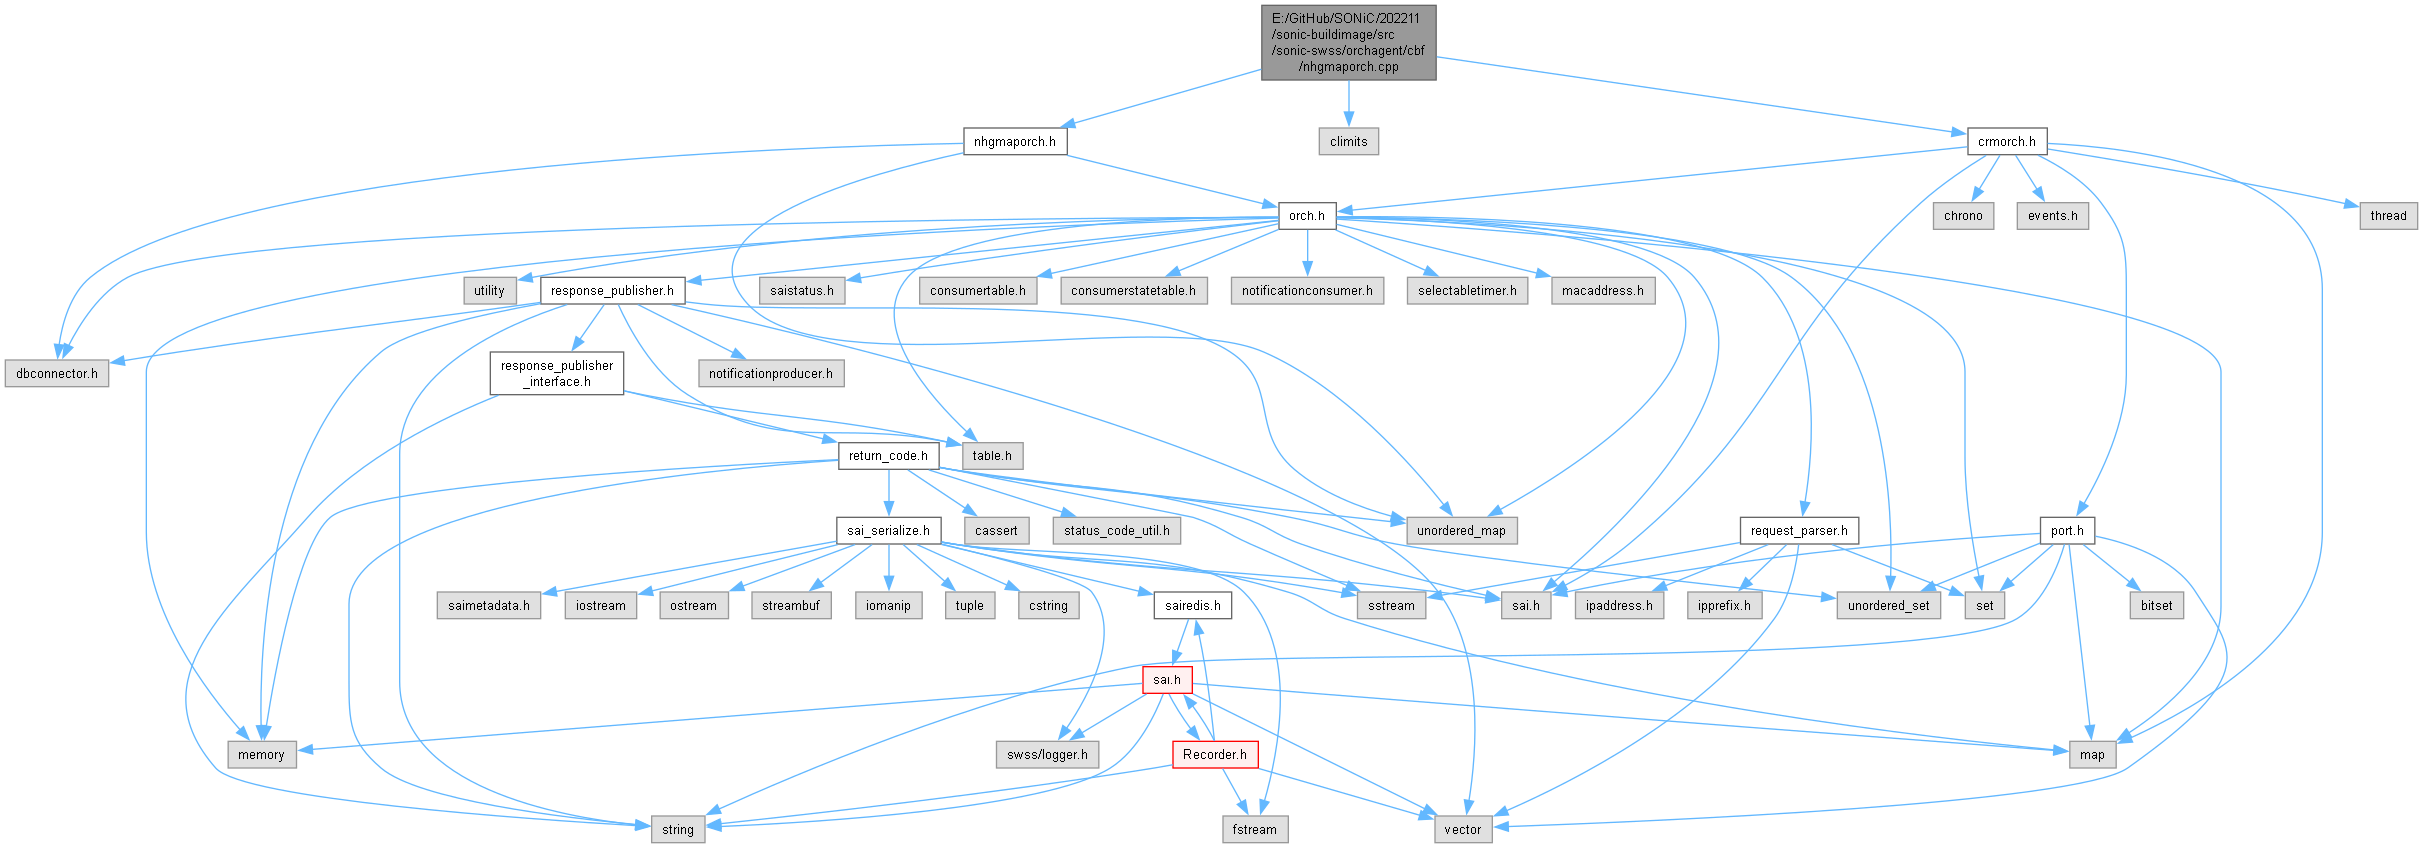 E:/GitHub/SONiC/202211
/sonic-buildimage/src
/sonic-swss/orchagent/cbf
/nhgmaporch.cpp
nhgmaporch.h
climits
crmorch.h
orch.h
chrono
events.h
thread
utility
response_publisher.h
saistatus.h
consumertable.h
consumerstatetable.h
notificationconsumer.h
selectabletimer.h
macaddress.h
dbconnector.h
response_publisher
_interface.h
notificationproducer.h
return_code.h
table.h
sai_serialize.h
cassert
status_code_util.h
unordered_map
request_parser.h
port.h
saimetadata.h
iostream
ostream
streambuf
iomanip
tuple
cstring
sairedis.h
sstream
sai.h
ipaddress.h
ipprefix.h
unordered_set
set
bitset
sai.h
memory
swss/logger.h
Recorder.h
map
string
fstream
vector